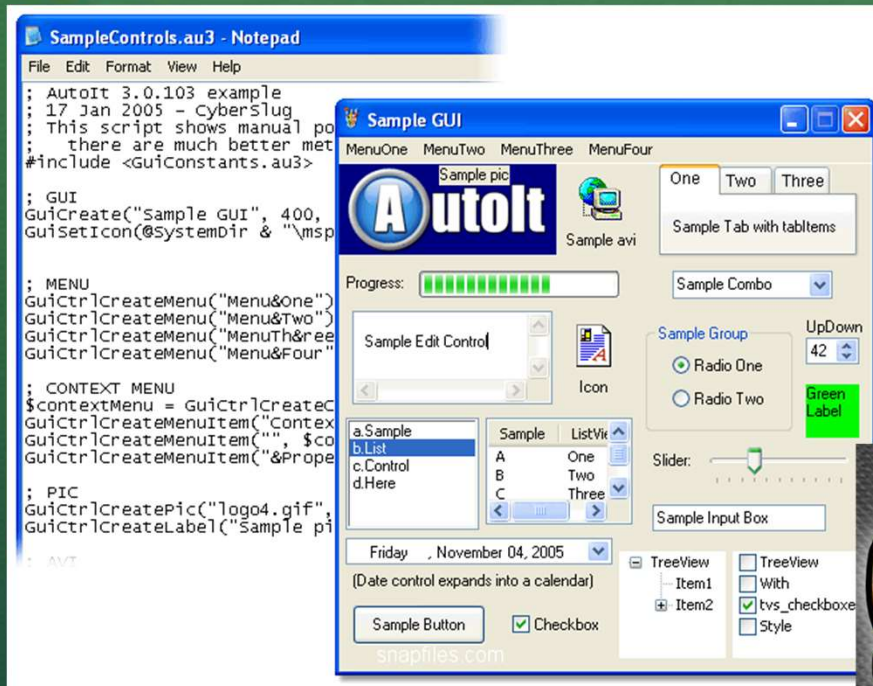 SampleControls.au3 - Notepad
File Edit Format View Help
; AutoIt 3.0.103 example
; 17 Jan 2005 - CyberSlug
; This script shows manual po
;   there are much better met
#include <GuiConstants.au3>
; GUI
GuiCreate("Sample GUI", 400,
GuiSetIcon(@SystemDir & "\msp
; MENU
GuiCtrlCreateMenu("Menu&One")
GuiCtrlCreateMenu("Menu&Two")
GuiCtrlCreateMenu("MenuTh&ree
GuiCtrlCreateMenu("Menu&Four"
; CONTEXT MENU
$contextMenu = GuiCtrlCreateC
GuiCtrlCreateMenuItem("Contex
GuiCtrlCreateMenuItem("", $co
GuiCtrlCreateMenuItem("&Prope
; PIC
GuiCtrlCreatePic("logo4.gif",
GuiCtrlCreateLabel("Sample pi
; AVI
Sample GUI
MenuOne MenuTwo MenuThree MenuFour
Sample pic
AutoIt
Sample avi
One Two Three
Sample Tab with tabItems
Progress:
Sample Combo
Sample Edit Control
Icon
Sample Group
Radio One
Radio Two
UpDown
42
Green
Label
a.Sample
b.List
c.Control
d.Here
Sample ListVie
A One
B Two
C Three
Slider:
Sample Input Box
Friday , November 04, 2005
(Date control expands into a calendar)
Sample Button
Checkbox
TreeView
Item1
Item2
TreeView
With
tvs_checkboxe
Style
snapfiles.com